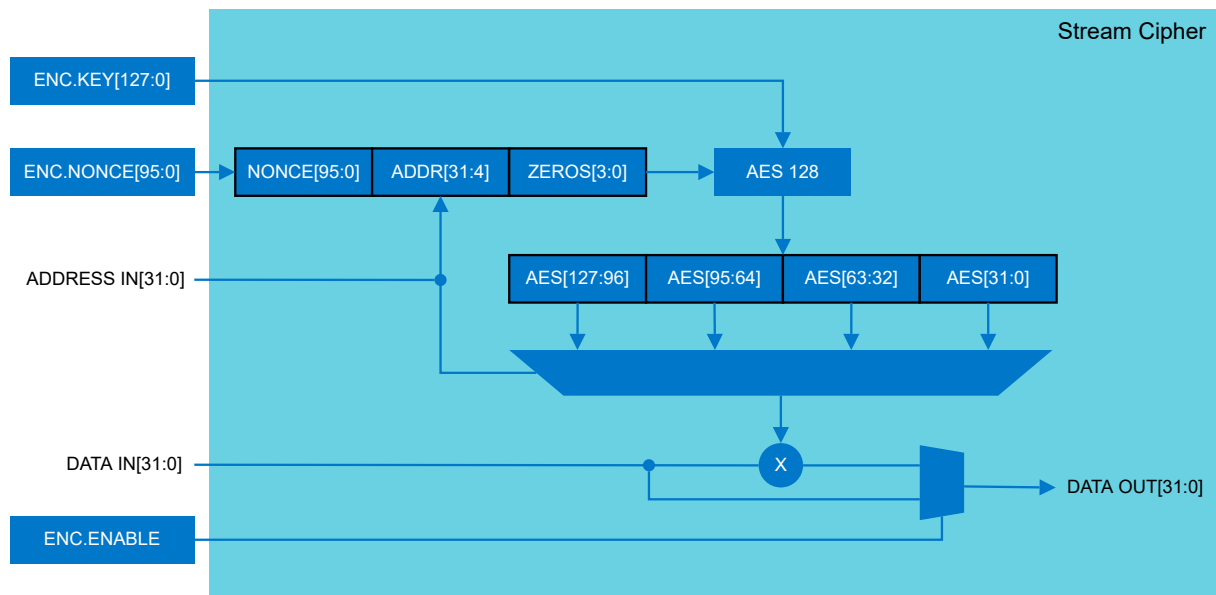 Stream Cipher
ENC.KEY[127:0]
ENC.NONCE[95:0]
NONCE[95:0]
ADDR[31:4]
ZEROS[3:0]
AES 128
ADDRESS IN[31:0]
AES[127:96]
AES[95:64]
AES[63:32]
AES[31:0]
DATA IN[31:0]
X
DATA OUT[31:0]
ENC.ENABLE